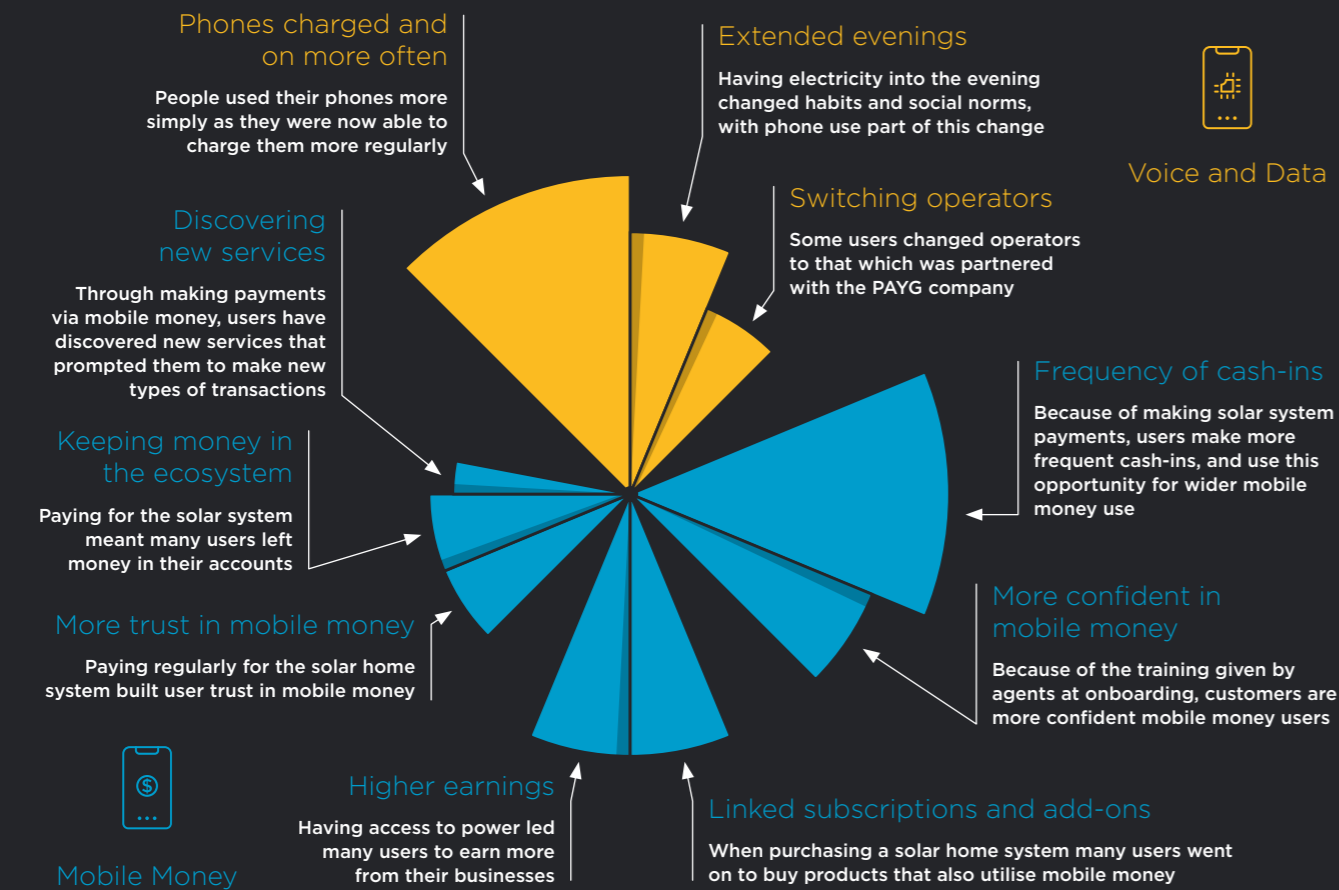 Phones charged and
on more often
People used their phones more
simply as they were now able to
charge them more regularly
Extended evenings
Having electricity into the evening
changed habits and social norms,
with phone use part of this change
Voice and Data
Switching operators
Some users changed operators
to that which was partnered
with the PAYG company
Discovering
new services
Through making payments
via mobile money, users have
discovered new services that
prompted them to make new
types of transactions
Frequency of cash-ins
Because of making solar system
payments, users make more
frequent cash-ins, and use this
opportunity for wider mobile
money use
Keeping money in
the ecosystem
Paying for the solar system
meant many users left
money in their accounts
More confident in
mobile money
Because of the training given by
agents at onboarding, customers are
more confident mobile money users
More trust in mobile money
Paying regularly for the solar home
system built user trust in mobile money
Higher earnings
Having access to power led
many users to earn more
from their businesses
Linked subscriptions and add-ons
When purchasing a solar home system many users went
on to buy products that also utilise mobile money
$
Mobile Money